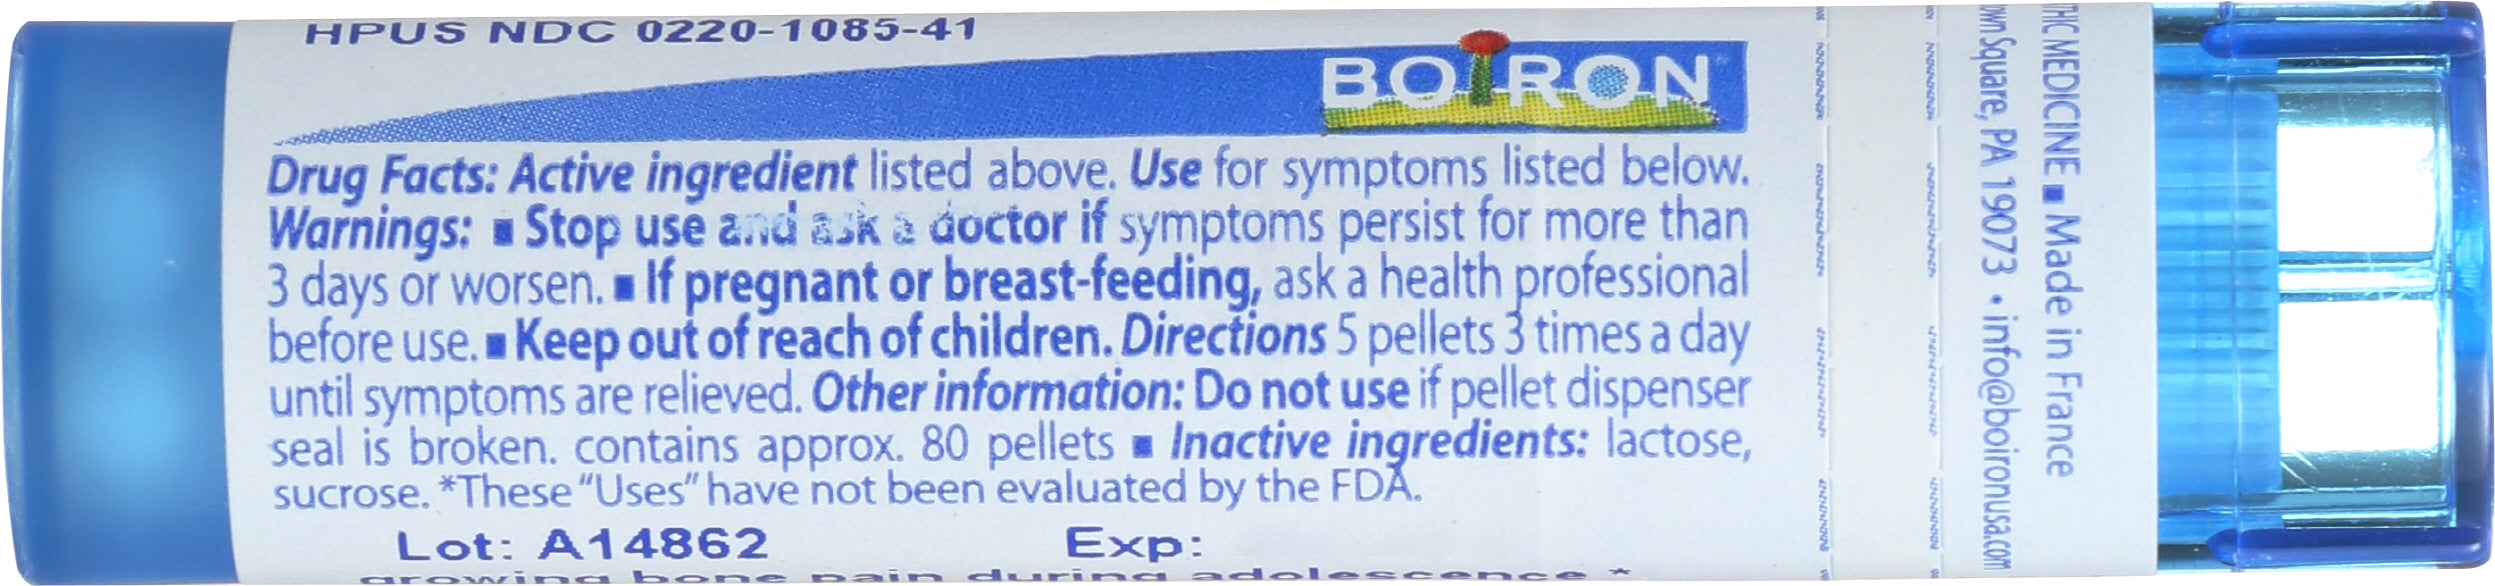 HPUS NDC 0220-1085-41
BOIRON
Drug Facts: Active ingredient listed above. Use for symptoms listed below.
Warnings: ■ Stop use and ask a doctor if symptoms persist for more than
3 days or worsen. ■ If pregnant or breast-feeding, ask a health professional
before use. ■ Keep out of reach of children. Directions 5 pellets 3 times a day
until symptoms are relieved. Other information: Do not use if pellet dispenser
seal is broken. contains approx. 80 pellets ■ Inactive ingredients: lactose,
sucrose. *These "Uses" have not been evaluated by the FDA.
Lot: A14862 Exp:
growing bone pain during adolescence *
THIC MEDICINE ■ Made in France
own Square, PA 19073 • info@boironusa.com